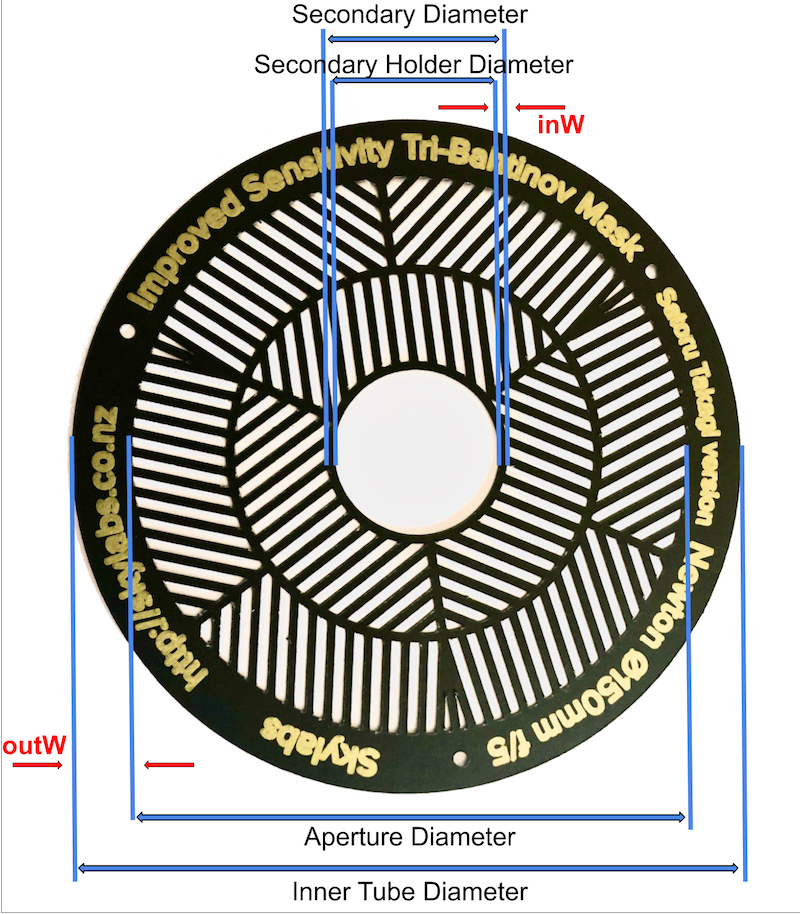 Secondary Diameter
Secondary Holder Diameter
inW
Improved Sensitivity Tri-Bahtinov Mask
Satoru Takagi version
Newton Ø150mm f/5
Skylabs
http://skylabs.co.nz
outW
Aperture Diameter
Inner Tube Diameter